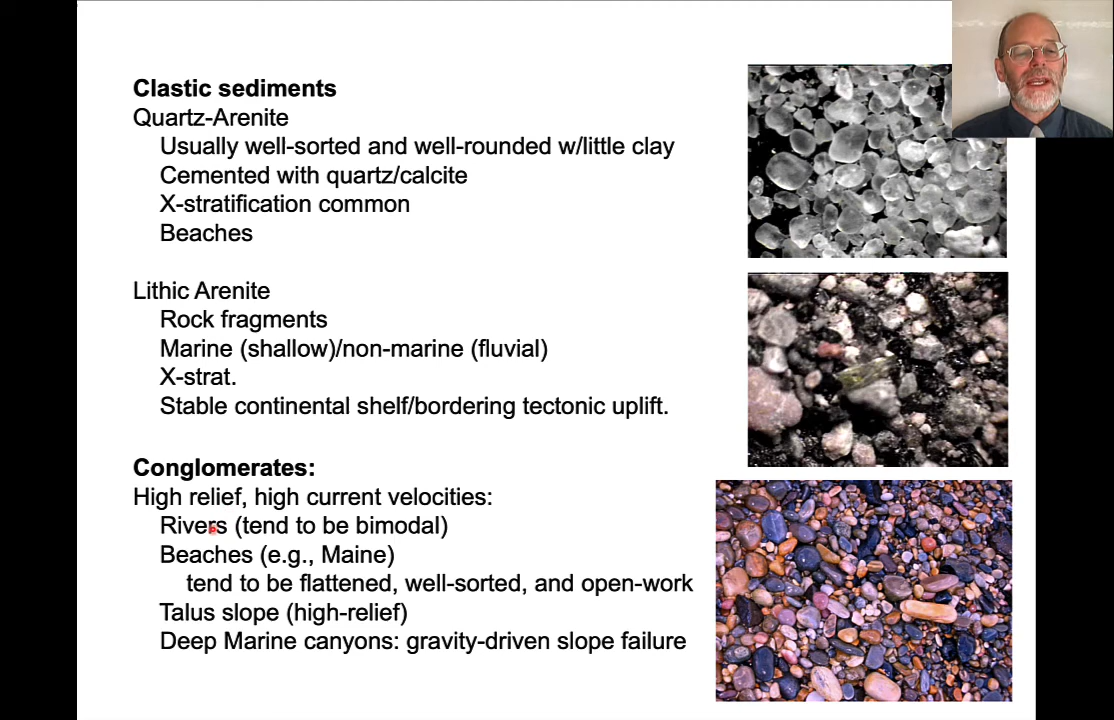 Clastic sediments
Quartz-Arenite
Usually well-sorted and well-rounded w/little clay
Cemented with quartz/calcite
X-stratification common
Beaches
Lithic Arenite
Rock fragments
Marine (shallow)/non-marine (fluvial)
X-strat.
Stable continental shelf/bordering tectonic uplift.
Conglomerates:
High relief, high current velocities:
Rivers (tend to be bimodal)
Beaches (e.g., Maine)
tend to be flattened, well-sorted, and open-work
Talus slope (high-relief)
Deep Marine canyons: gravity-driven slope failure